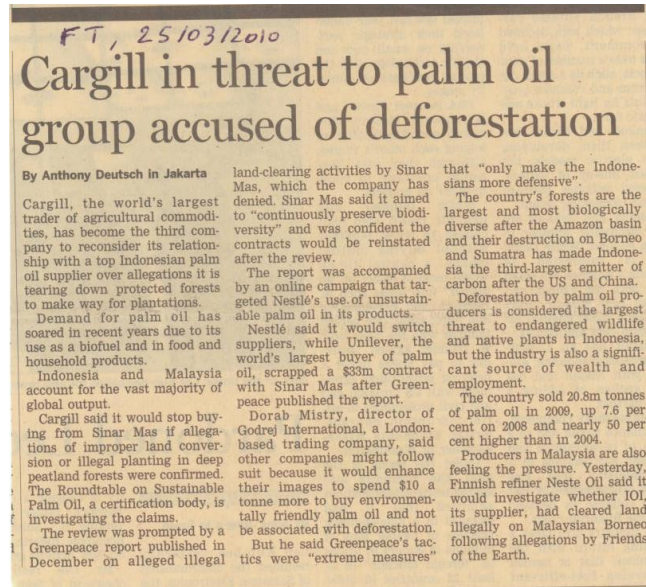 FT, 25/03/2010
Cargill in threat to palm oil
group accused of deforestation
By Anthony Deutsch in Jakarta
Cargill, the world's largest
trader of agricultural commodi-
ties, has become the third com-
pany to reconsider its relation-
ship with a top Indonesian palm
oil supplier over allegations it is
tearing down protected forests
to make way for plantations.
Demand for palm oil has
soared in recent years due to its
use as a biofuel and in food and
household products.
Indonesia and Malaysia
account for the vast majority of
global output.
Cargill said it would stop buy-
ing from Sinar Mas if allega-
tions of improper land conver-
sion or illegal planting in deep
peatland forests were confirmed.
The Roundtable on Sustainable
Palm Oil, a certification body, is
investigating the claims.
The review was prompted by a
Greenpeace report published in
December on alleged illegal
land-clearing activities by Sinar
Mas, which the company has
denied. Sinar Mas said it aimed
to "continuously preserve biodi-
versity" and was confident the
contracts would be reinstated
after the review.
The report was accompanied
by an online campaign that tar-
geted Nestlé's use of unsustain-
able palm oil in its products.
Nestlé said it would switch
suppliers, while Unilever, the
world's largest buyer of palm
oil, scrapped a $33m contract
with Sinar Mas after Green-
peace published the report.
Dorab Mistry, director of
Godrej International, a London-
based trading company, said
other companies might follow
suit because it would enhance
their images to spend $10 a
tonne more to buy environmen-
tally friendly palm oil and not
be associated with deforestation.
But he said Greenpeace's tac-
tics were "extreme measures"
that "only make the Indone-
sians more defensive".
The country's forests are the
largest and most biologically
diverse after the Amazon basin
and their destruction on Borneo
and Sumatra has made Indone-
sia the third-largest emitter of
carbon after the US and China.
Deforestation by palm oil pro-
ducers is considered the largest
threat to endangered wildlife
and native plants in Indonesia,
but the industry is also a signifi-
cant source of wealth and
employment.
The country sold 20.8m tonnes
of palm oil in 2009, up 7.6 per
cent on 2008 and nearly 50 per
cent higher than in 2004.
Producers in Malaysia are also
feeling the pressure. Yesterday,
Finnish refiner Neste Oil said it
would investigate whether IOI,
its supplier, had cleared land
illegally on Malaysian Borneo
following allegations by Friends
of the Earth.